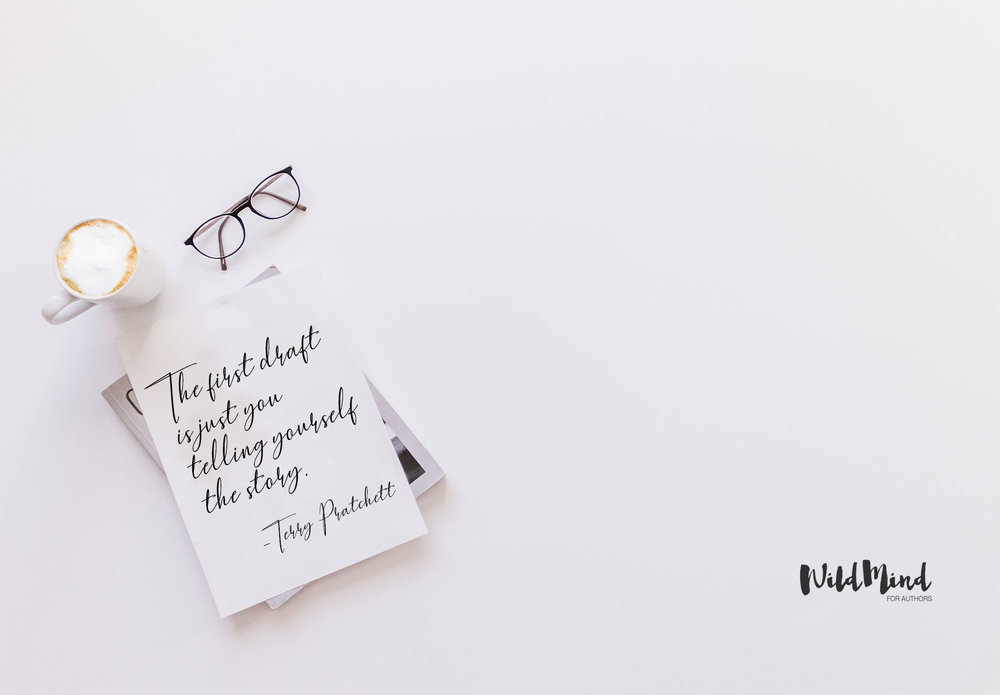 The first draft
is just you
telling yourself
the story.
-Terry Pratchett
WildMind
FOR AUTHORS